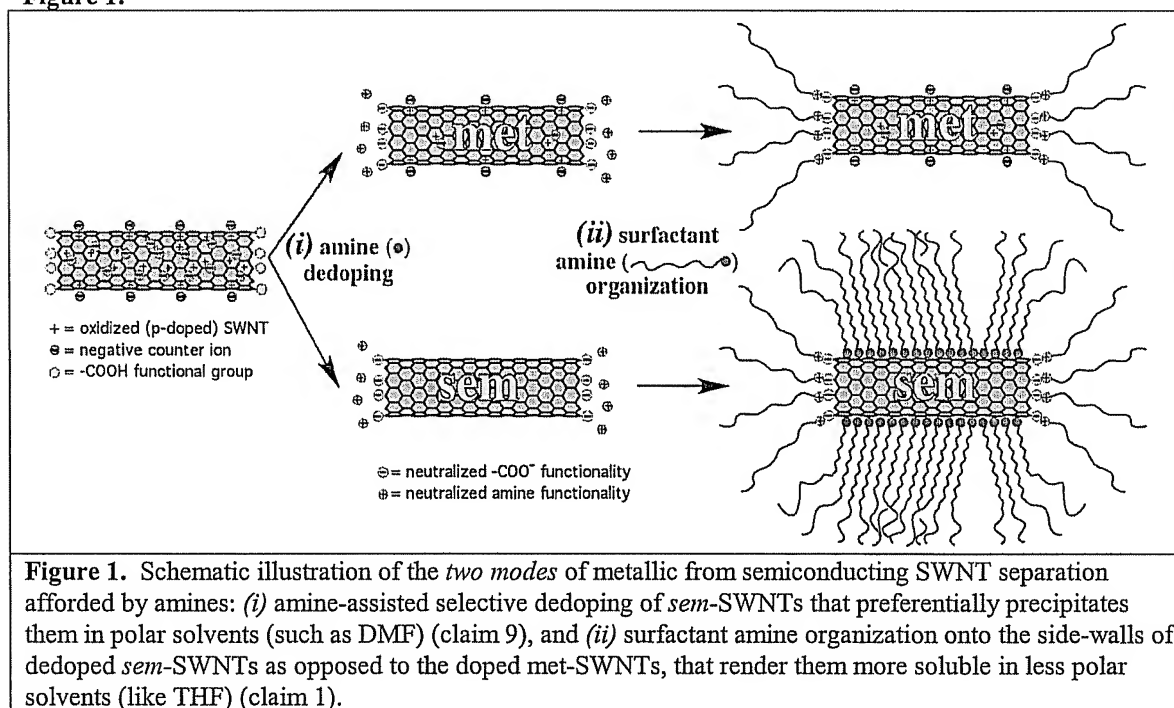 Figure 1.
met
met
(i) amine ( )
dedoping
(ii) surfactant
amine ( )
organization
+ = oxidized (p-doped) SWNT
⊖ = negative counter ion
= -COOH functional group
sem
sem
⊖ = neutralized -COO⁻ functionality
⊕ = neutralized amine functionality
Figure 1. Schematic illustration of the two modes of metallic from semiconducting SWNT separation
afforded by amines: (i) amine-assisted selective dedoping of sem-SWNTs that preferentially precipitates
them in polar solvents (such as DMF) (claim 9), and (ii) surfactant amine organization onto the side-walls of
dedoped sem-SWNTs as opposed to the doped met-SWNTs, that render them more soluble in less polar
solvents (like THF) (claim 1).